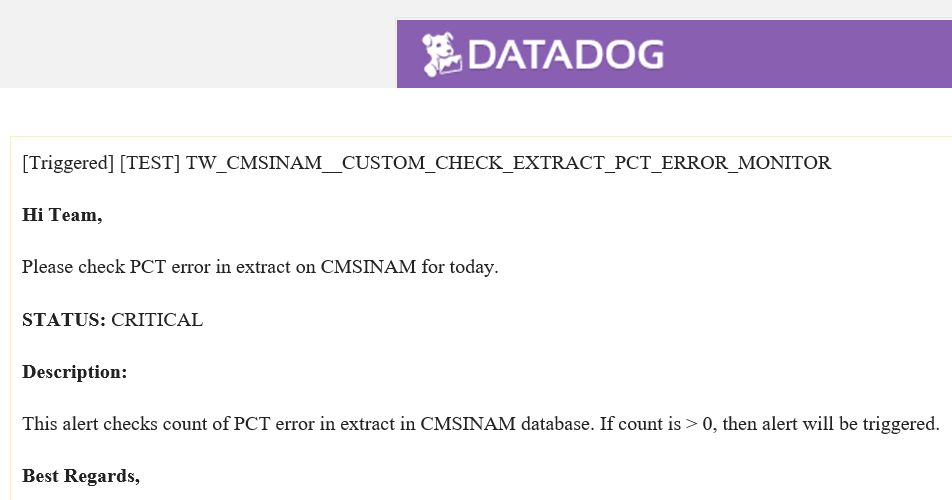 DATADOG
[Triggered] [TEST] TW_CMSINAM__CUSTOM_CHECK_EXTRACT_PCT_ERROR_MONITOR
Hi Team,
Please check PCT error in extract on CMSINAM for today.
STATUS: CRITICAL
Description:
This alert checks count of PCT error in extract in CMSINAM database. If count is > 0, then alert will be triggered.
Best Regards,